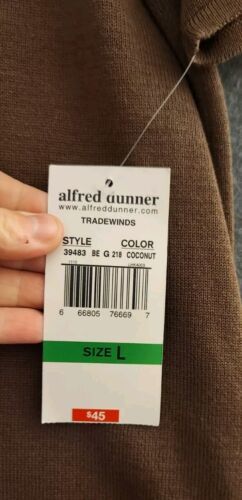 alfred dunner
www.alfreddunner.com
TRADEWINDS
STYLE COLOR
39483 BE G 218 COCONUT
6 66805 76669 7
SIZE L
$45